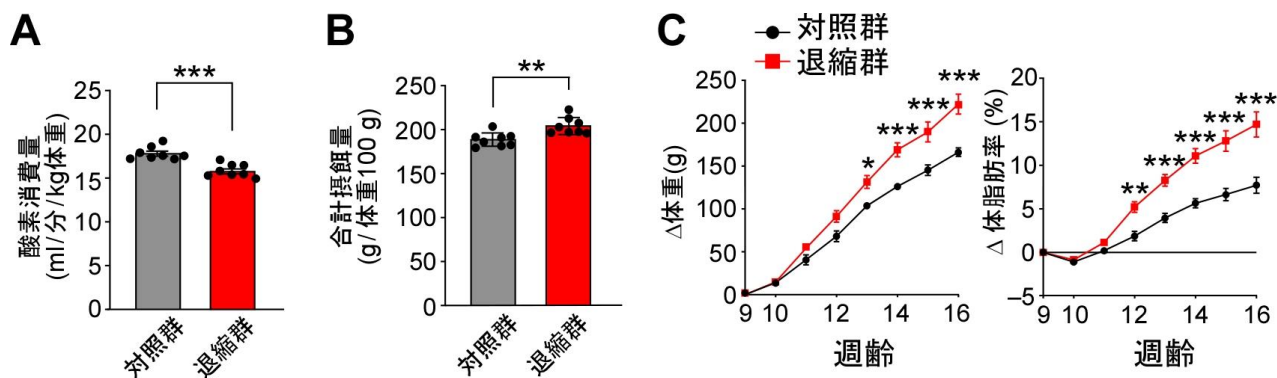 A
酸素消費量
(ml/分/kg体重)
25
20
15
10
5
0
***
対照群
退縮群
B
合計摂餌量
(g/体重100 g)
250
200
150
100
50
0
**
対照群
退縮群
C
対照群
退縮群
Δ体重(g)
250
200
150
100
50
0
*
***
***
***
9
10
12
14
16
週齢
Δ 体脂肪率 (%)
20
15
10
5
0
–5
**
***
***
***
***
9
10
12
14
16
週齢